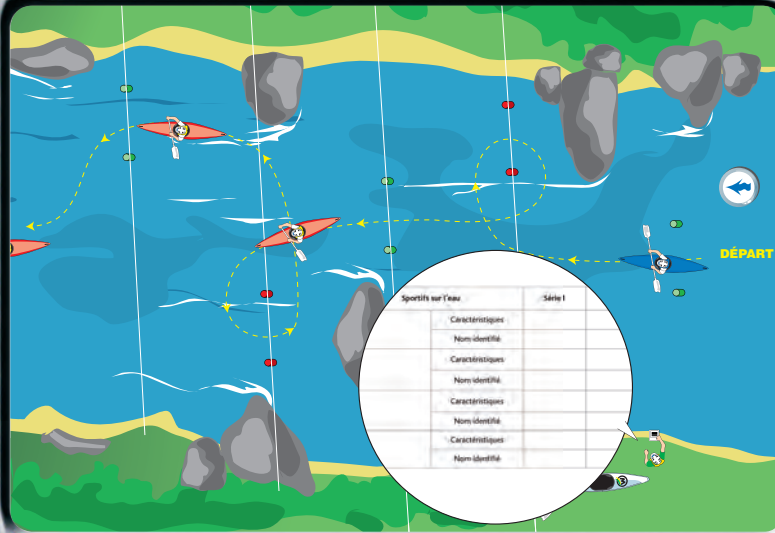 DÉPART
Sportifs sur l'eau Série I
Caractéristiques
Nom identifié
Caractéristiques
Nom identifié
Caractéristiques
Nom identifié
Caractéristiques
Nom identifié